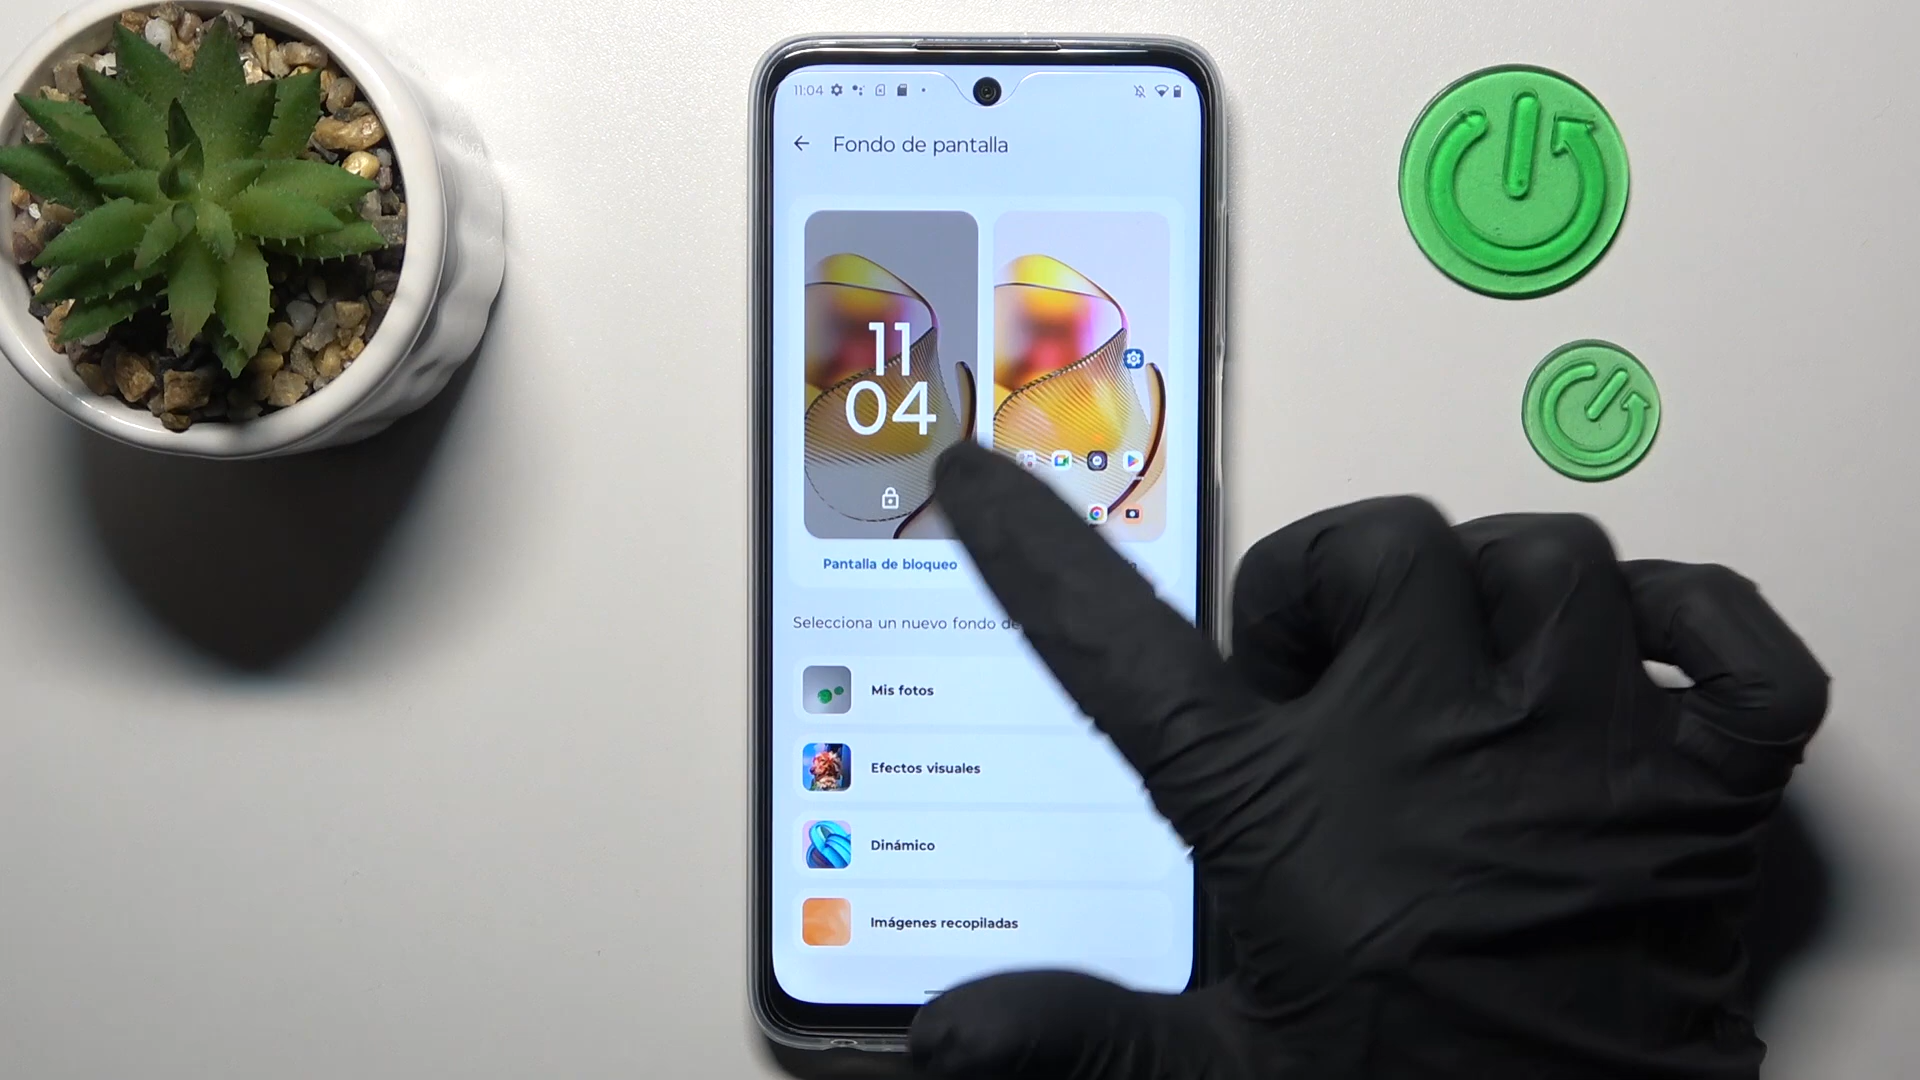 11:04
Fondo de pantalla
11
04
Pantalla de bloqueo
Selecciona un nuevo fondo de
Mis fotos
Efectos visuales
Dinámico
Imágenes recopiladas